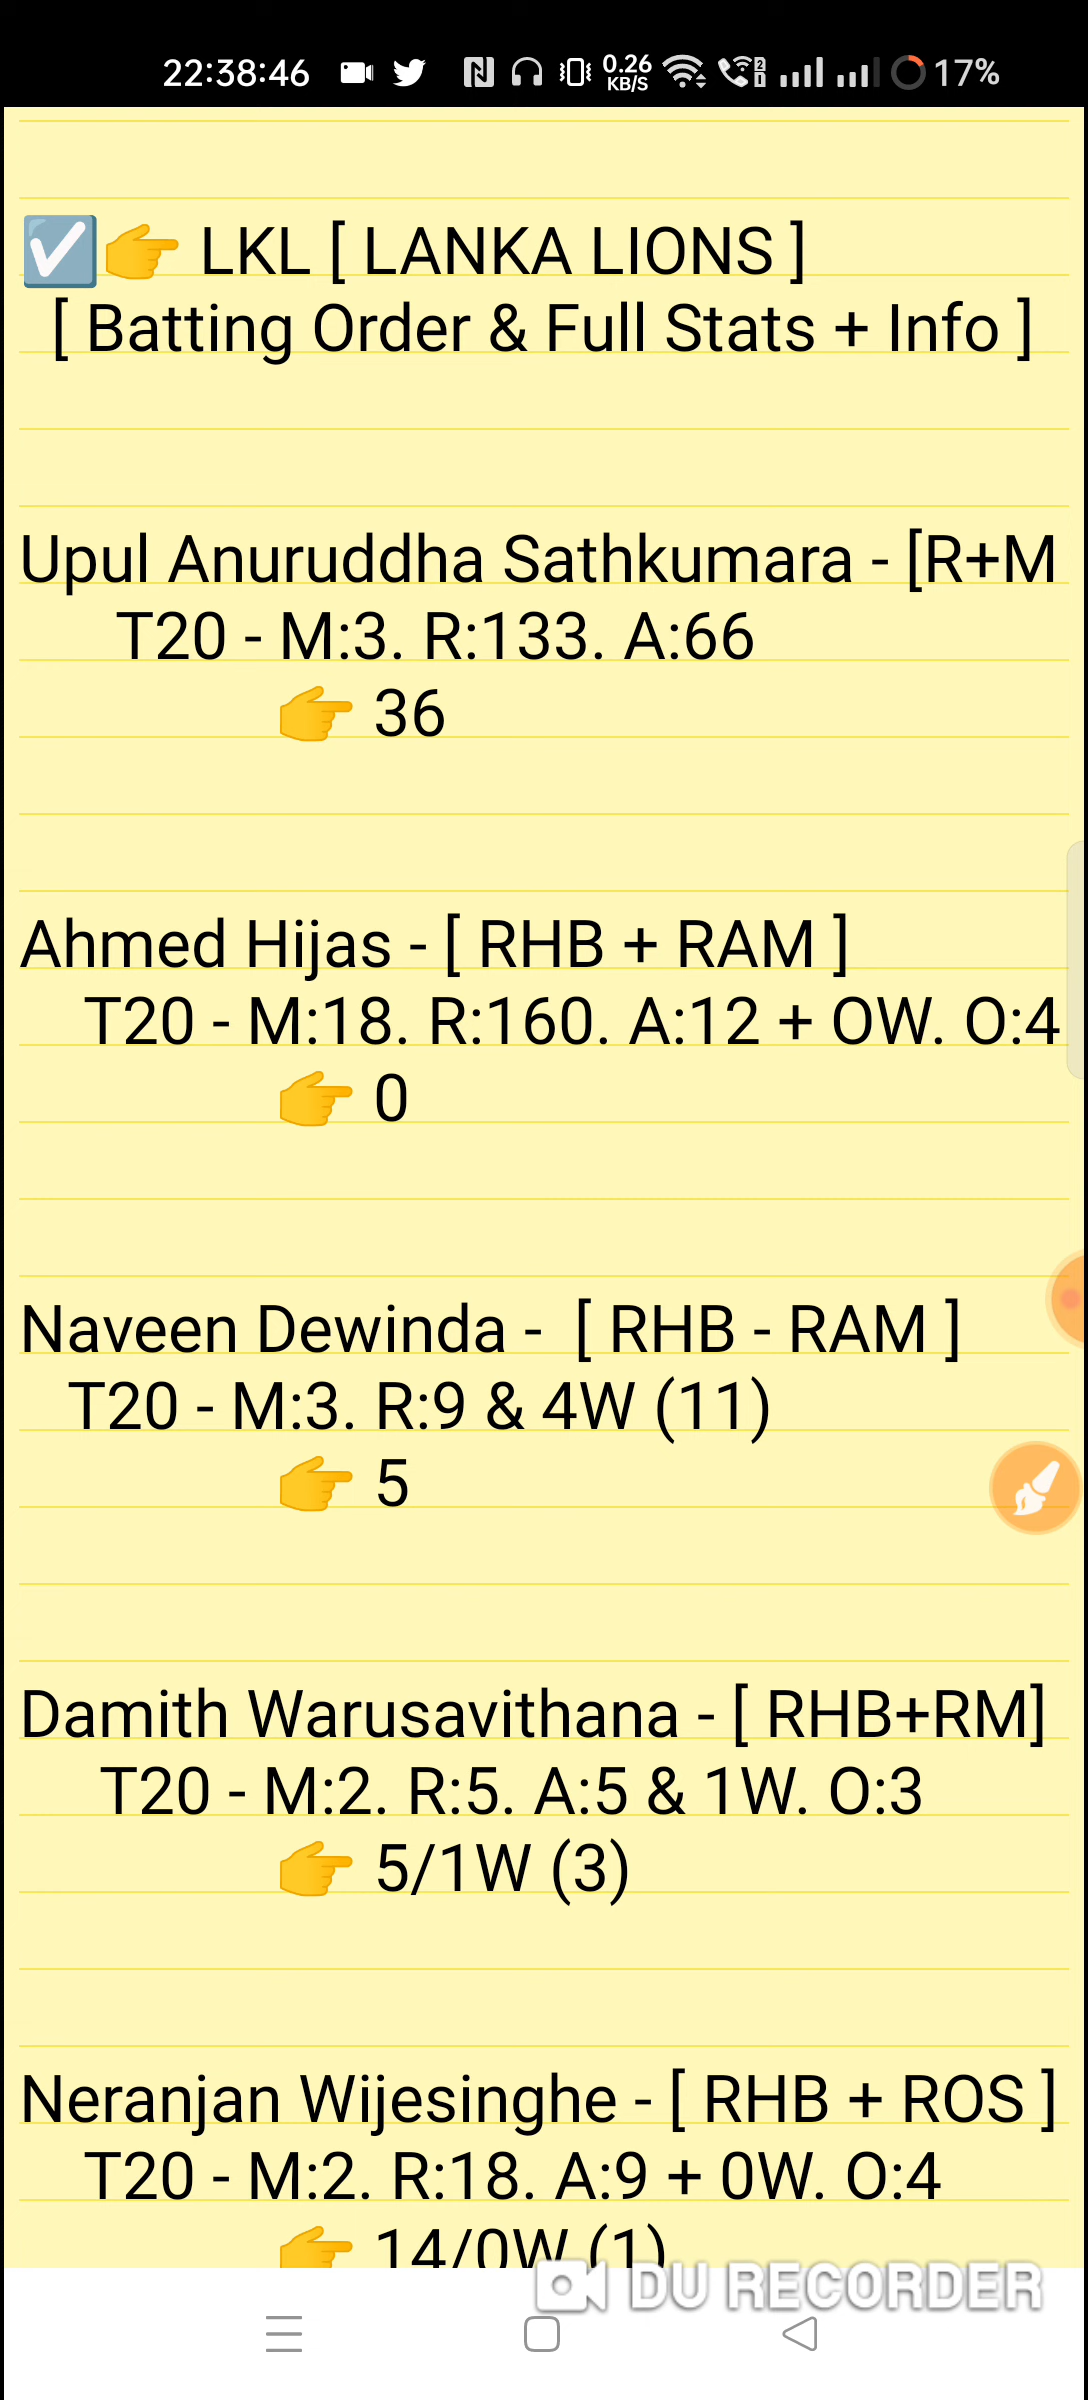 22:38:46 0.26 KB/S 17%
☑️👉 LKL [ LANKA LIONS ]
[ Batting Order & Full Stats + Info ]
Upul Anuruddha Sathkumara - [R+M
T20 - M:3. R:133. A:66
👉 36
Ahmed Hijas - [ RHB + RAM ]
T20 - M:18. R:160. A:12 + OW. O:4
👉 0
Naveen Dewinda - [ RHB - RAM ]
T20 - M:3. R:9 & 4W (11)
👉 5
Damith Warusavithana - [ RHB+RM]
T20 - M:2. R:5. A:5 & 1W. O:3
👉 5/1W (3)
Neranjan Wijesinghe - [ RHB + ROS ]
T20 - M:2. R:18. A:9 + 0W. O:4
👉 14/0W (1)
DU RECORDER